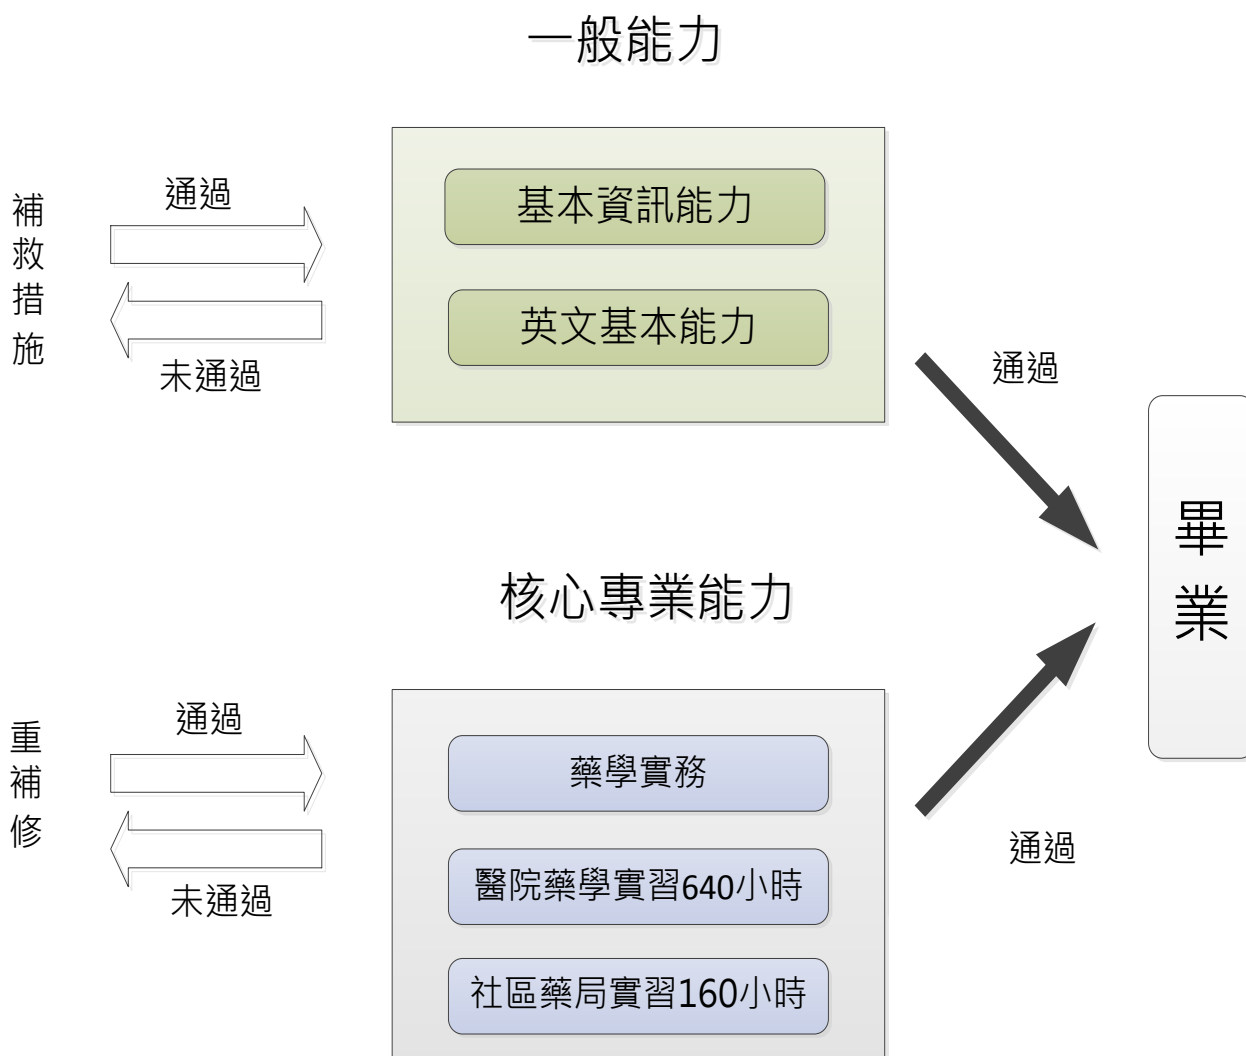 一般能力
基本資訊能力
英文基本能力
補救措施
通過
未通過
通過
畢業
核心專業能力
藥學實務
醫院藥學實習640小時
社區藥局實習160小時
重補修
通過
未通過
通過